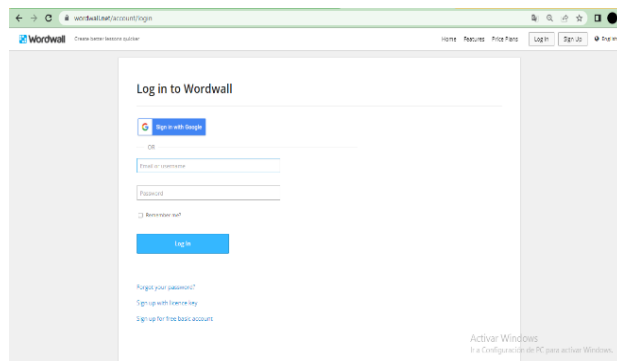 wordwall.net/account/login
Wordwall Create better lessons quicker Home Features Price Plans Log In Sign Up
Log in to Wordwall
G Sign in with Google
OR
Email or username
Password
Remember me?
Log In
Forgot your password?
Sign up with licence key
Sign up for free basic account
Activar Windows
Ir a Configuración de PC para activar Windows.